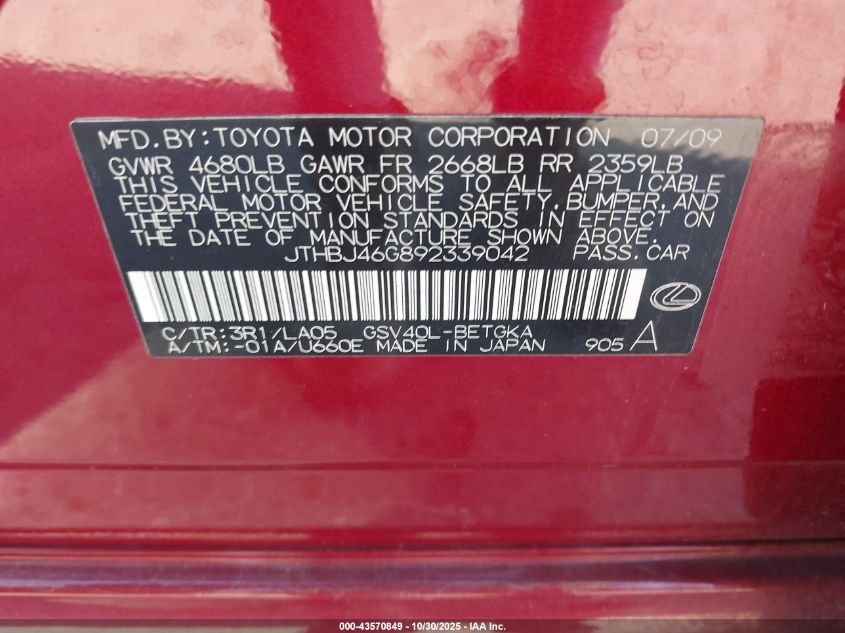 MFD.BY:TOYOTA MOTOR CORPORATION 07/09
GVWR 4680LB GAWR FR 2668LB RR 2359LB
THIS VEHICLE CONFORMS TO ALL APPLICABLE
FEDERAL MOTOR VEHICLE SAFETY,BUMPER,AND
THEFT PREVENTION STANDARDS IN EFFECT ON
THE DATE OF MANUFACTURE SHOWN ABOVE.
JTHBJ46G892339042 PASS.CAR
C/TR:3R1/LA05 GSV40L-BETGKA
A/TM:-01A/U660E MADE IN JAPAN 905 A
000-43570849 - 10/30/2025 - IAA Inc.